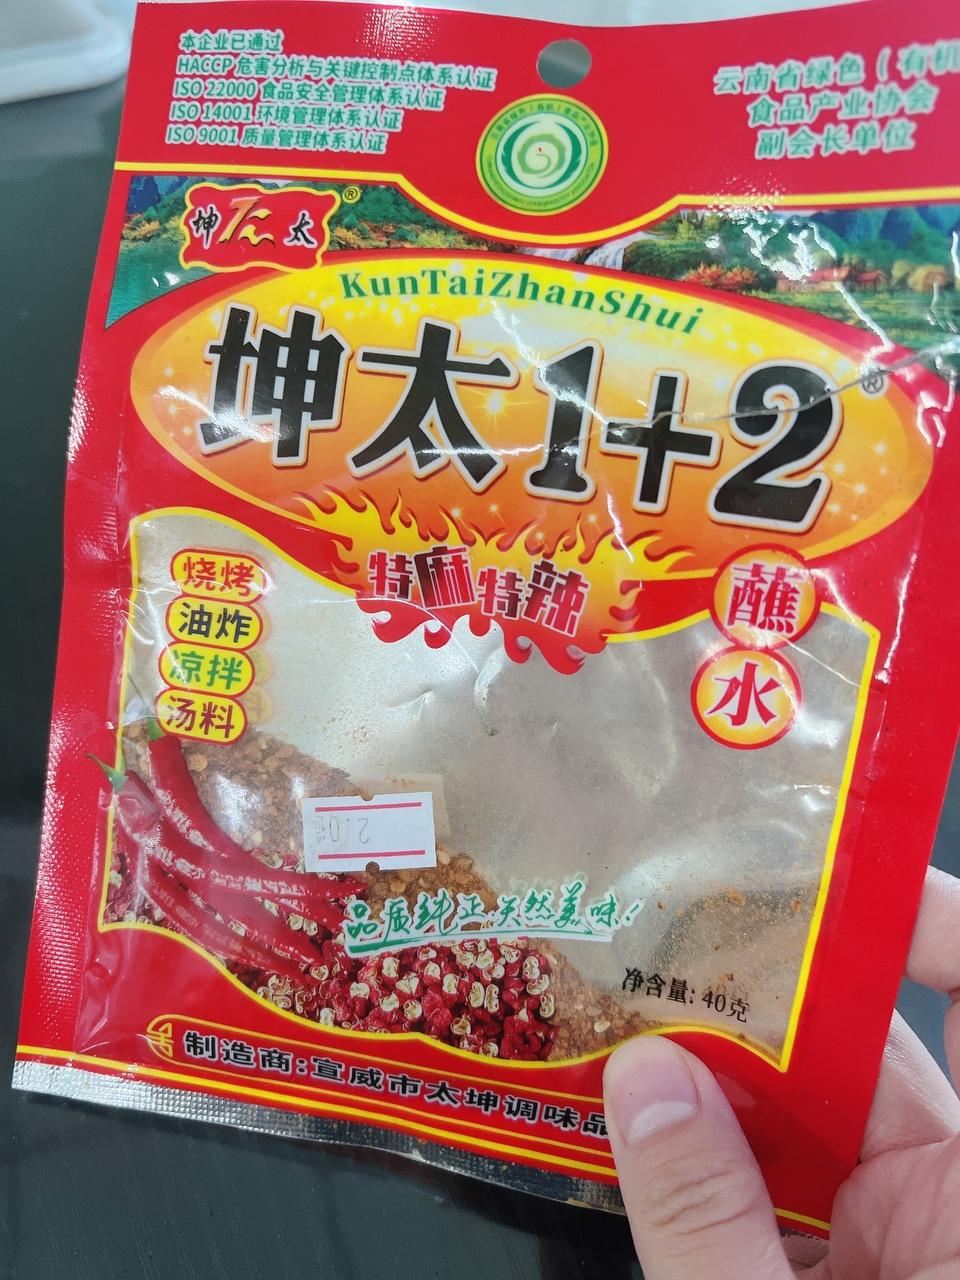 本企业已通过
HACCP 危害分析与关键控制点体系认证
ISO 22000 食品安全管理体系认证
ISO 14001 环境管理体系认证
ISO 9001 质量管理体系认证
云南省绿色（有机
食品产业协会
副会长单位
坤 太 ®
KunTaiZhanShui
坤太1+2 ®
特麻特辣
蘸
水
烧烤
油炸
凉拌
汤料
2.0
品质纯正 天然美味！
净含量: 40克
制造商:宣威市太坤调味品